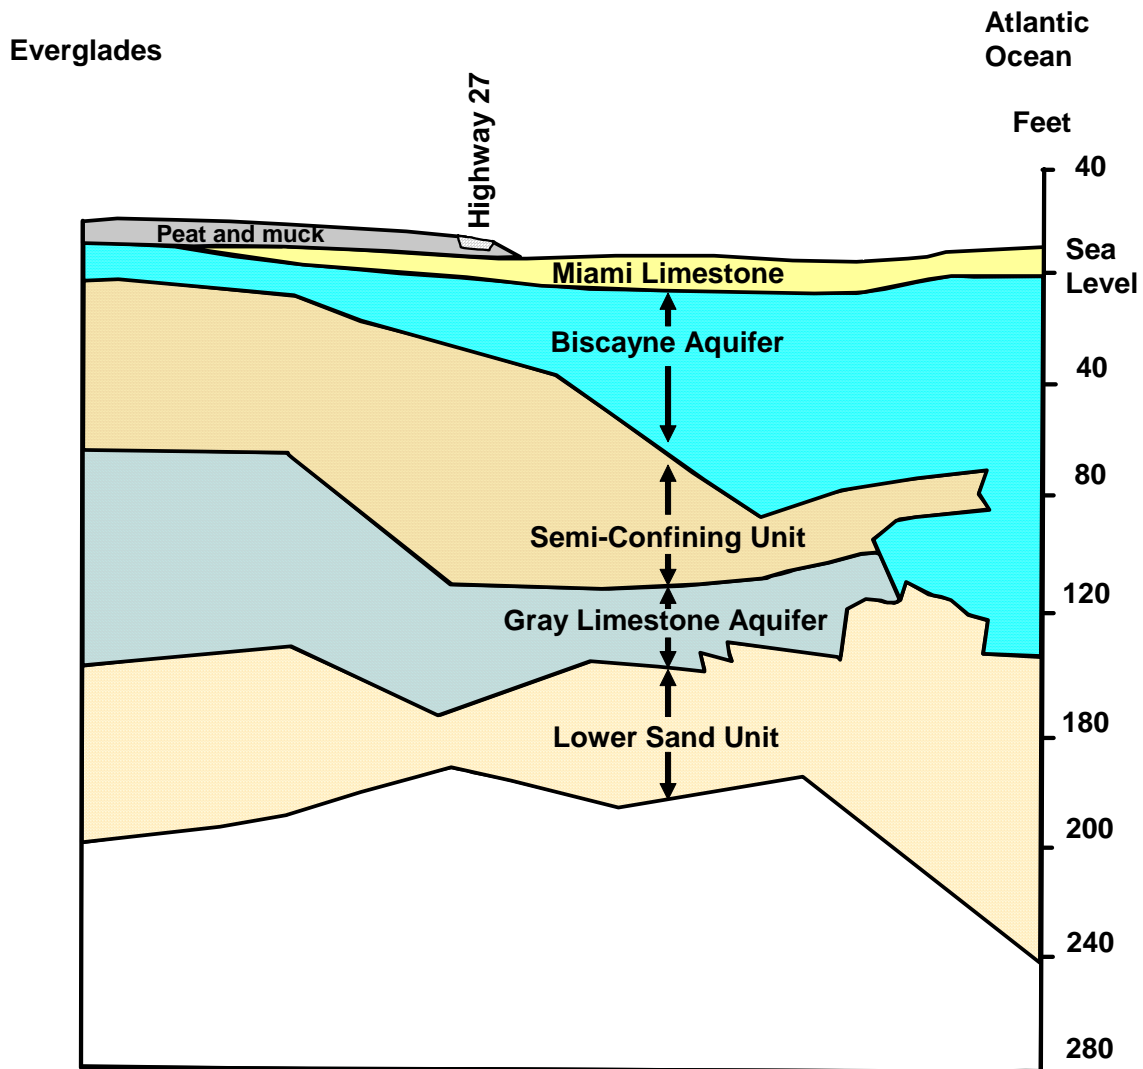 Everglades
Atlantic
Ocean
Highway 27
Feet
40
Peat and muck
Sea
Level
Miami Limestone
Biscayne Aquifer
40
80
Semi-Confining Unit
120
Gray Limestone Aquifer
180
Lower Sand Unit
200
240
280